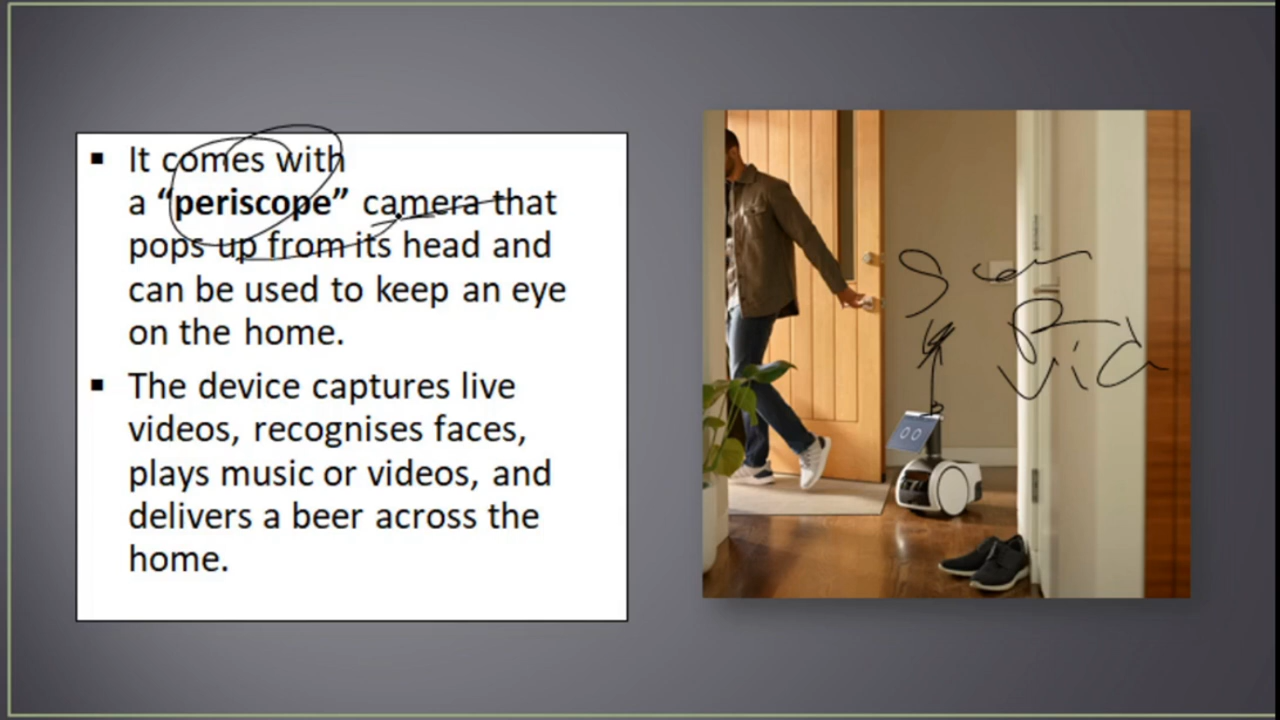 ▪ It comes with
a “periscope” camera that
pops up from its head and
can be used to keep an eye
on the home.
▪ The device captures live
videos, recognises faces,
plays music or videos, and
delivers a beer across the
home.